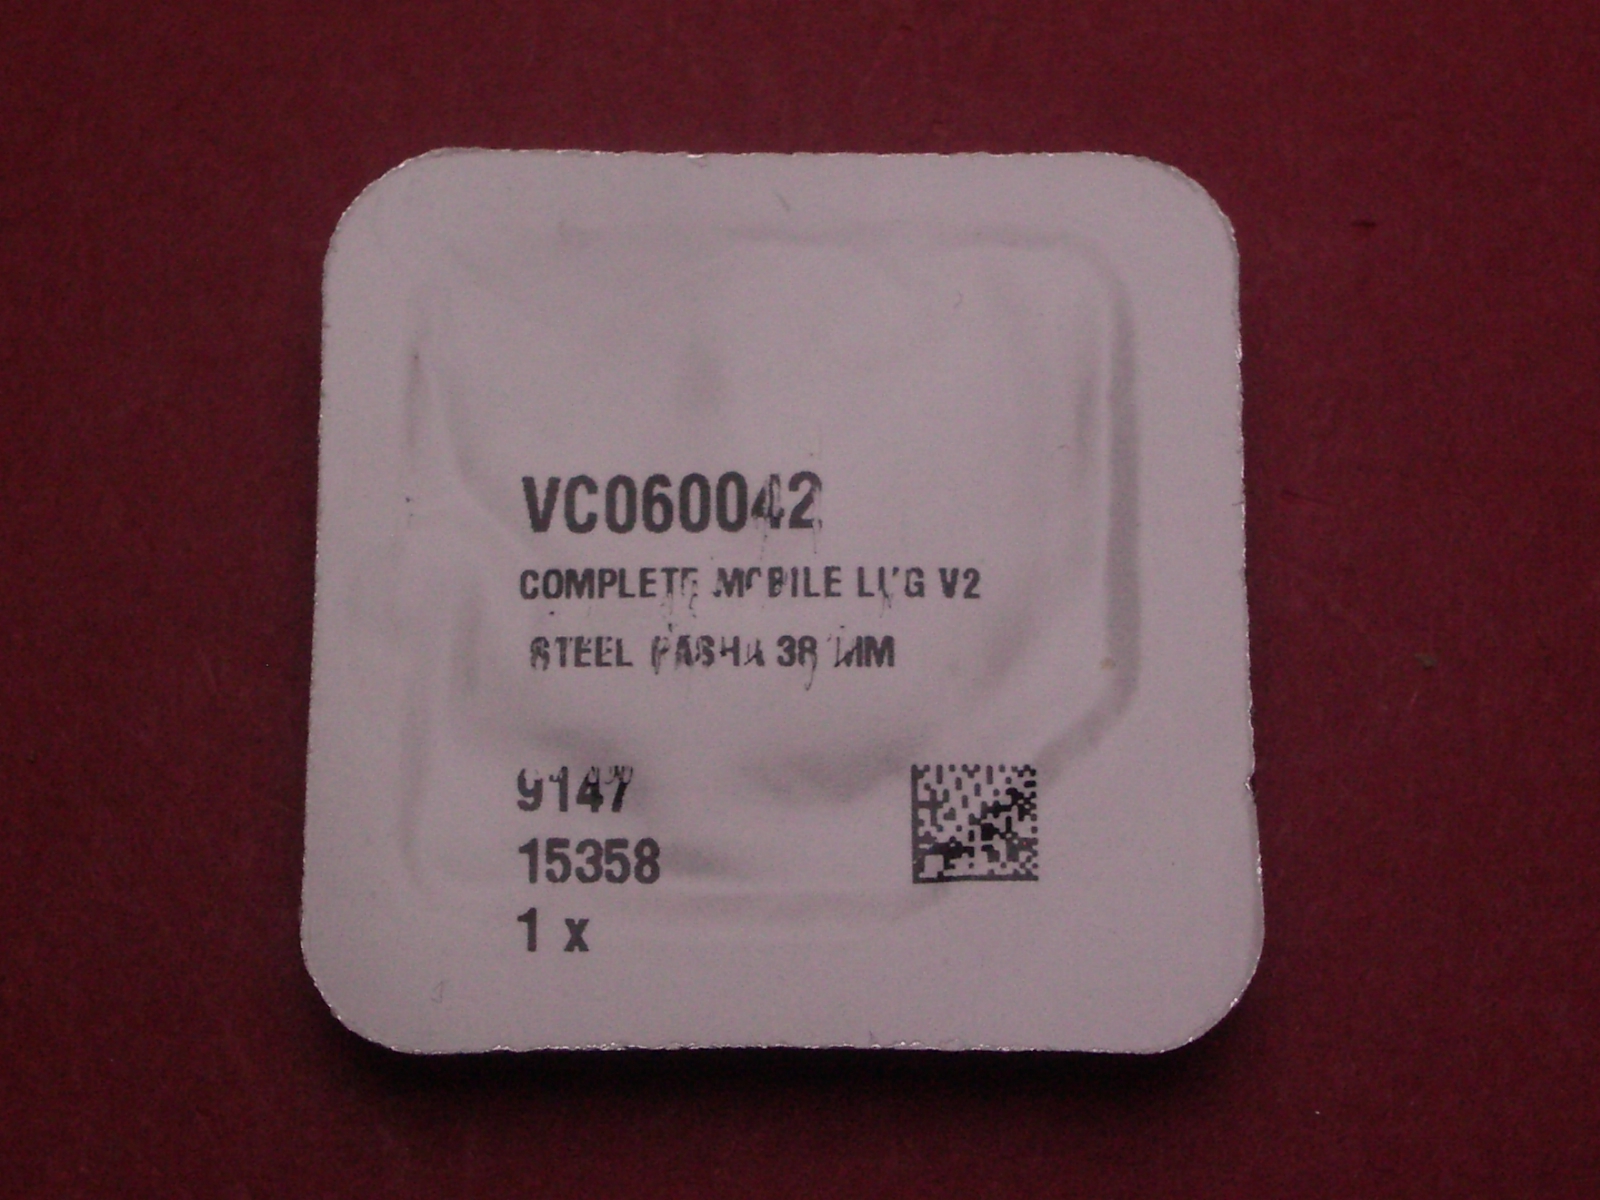 VC060042
COMPLETE MOBILE LUG V2
STEEL PASHA 38 MM
9147
15358
1 x